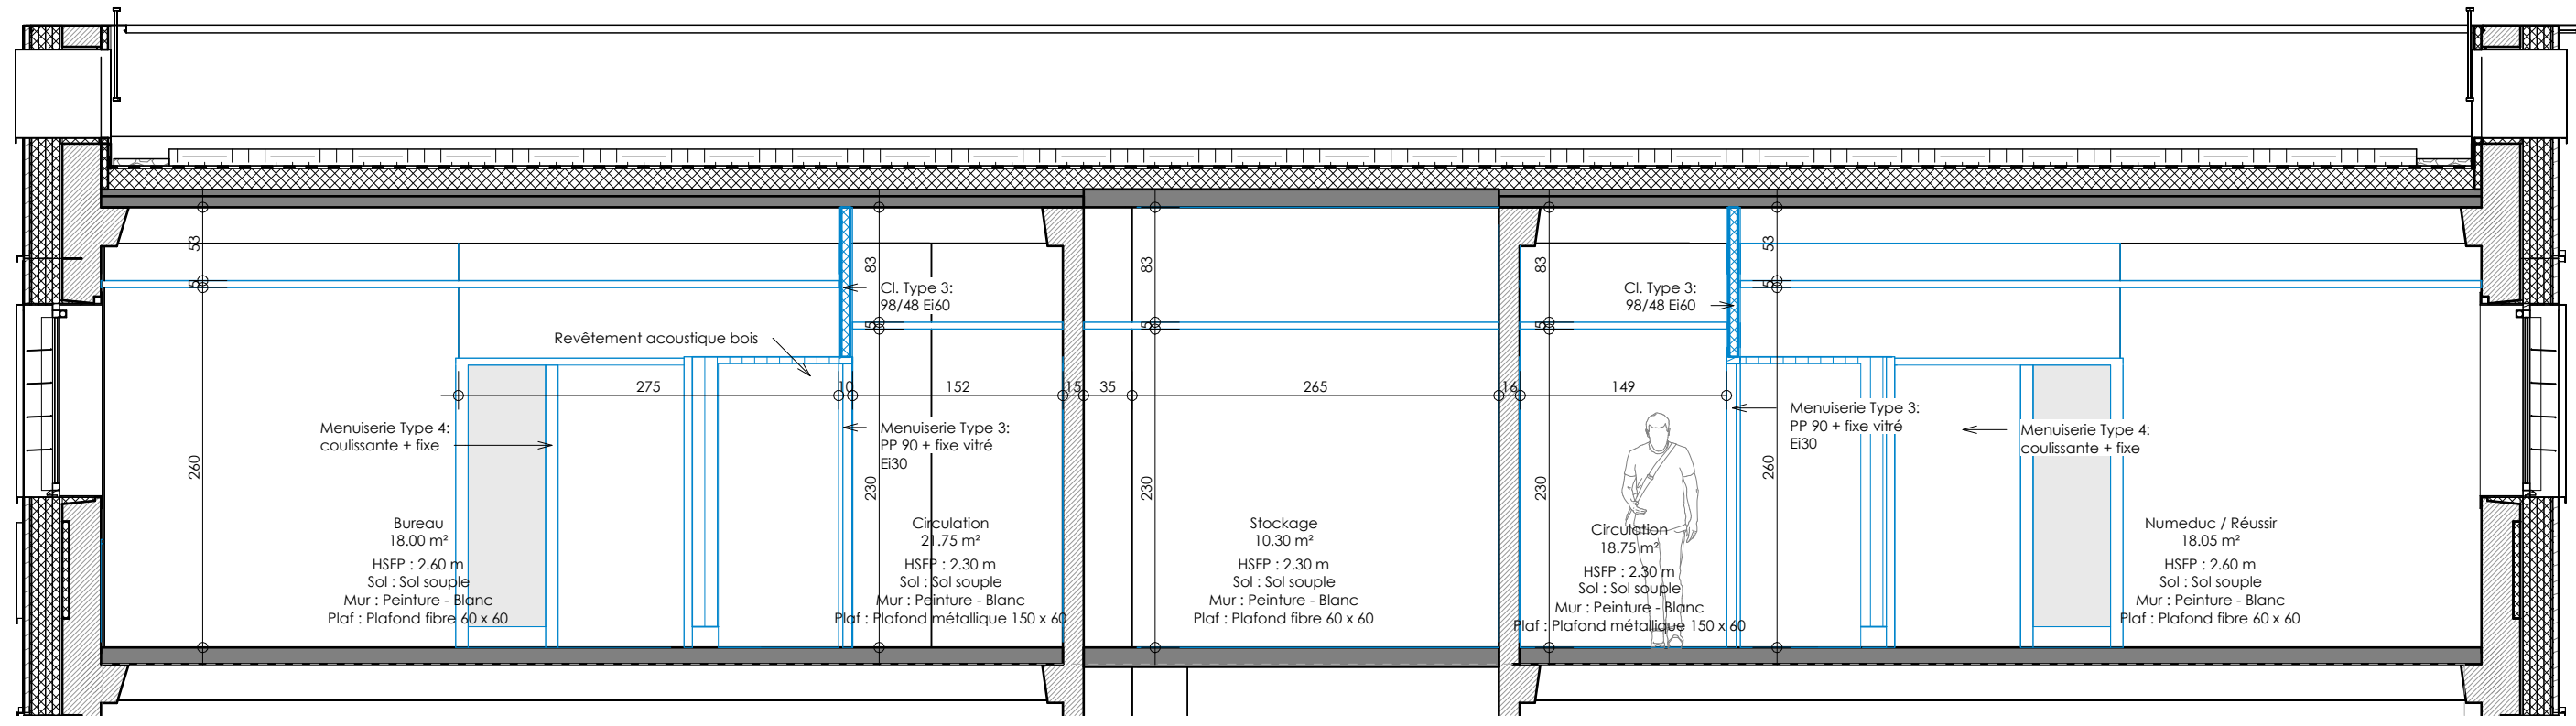 53
83
83
83
53
5
5
5
5
5
Cl. Type 3:
98/48 Ei60
Cl. Type 3:
98/48 Ei60
Revêtement acoustique bois
275
10
152
15
35
265
16
149
Menuiserie Type 4:
coulissante + fixe
Menuiserie Type 3:
PP 90 + fixe vitré
Ei30
Menuiserie Type 3:
PP 90 + fixe vitré
Ei30
Menuiserie Type 4:
coulissante + fixe
260
230
230
230
260
Bureau
18.00 m²
HSFP : 2.60 m
Sol : Sol souple
Mur : Peinture - Blanc
Plaf : Plafond fibre 60 x 60
Circulation
21.75 m²
HSFP : 2.30 m
Sol : Sol souple
Mur : Peinture - Blanc
Plaf : Plafond métallique 150 x 60
Stockage
10.30 m²
HSFP : 2.30 m
Sol : Sol souple
Mur : Peinture - Blanc
Plaf : Plafond fibre 60 x 60
Circulation
18.75 m²
HSFP : 2.30 m
Sol : Sol souple
Mur : Peinture - Blanc
Plaf : Plafond métallique 150 x 60
Numeduc / Réussir
18.05 m²
HSFP : 2.60 m
Sol : Sol souple
Mur : Peinture - Blanc
Plaf : Plafond fibre 60 x 60